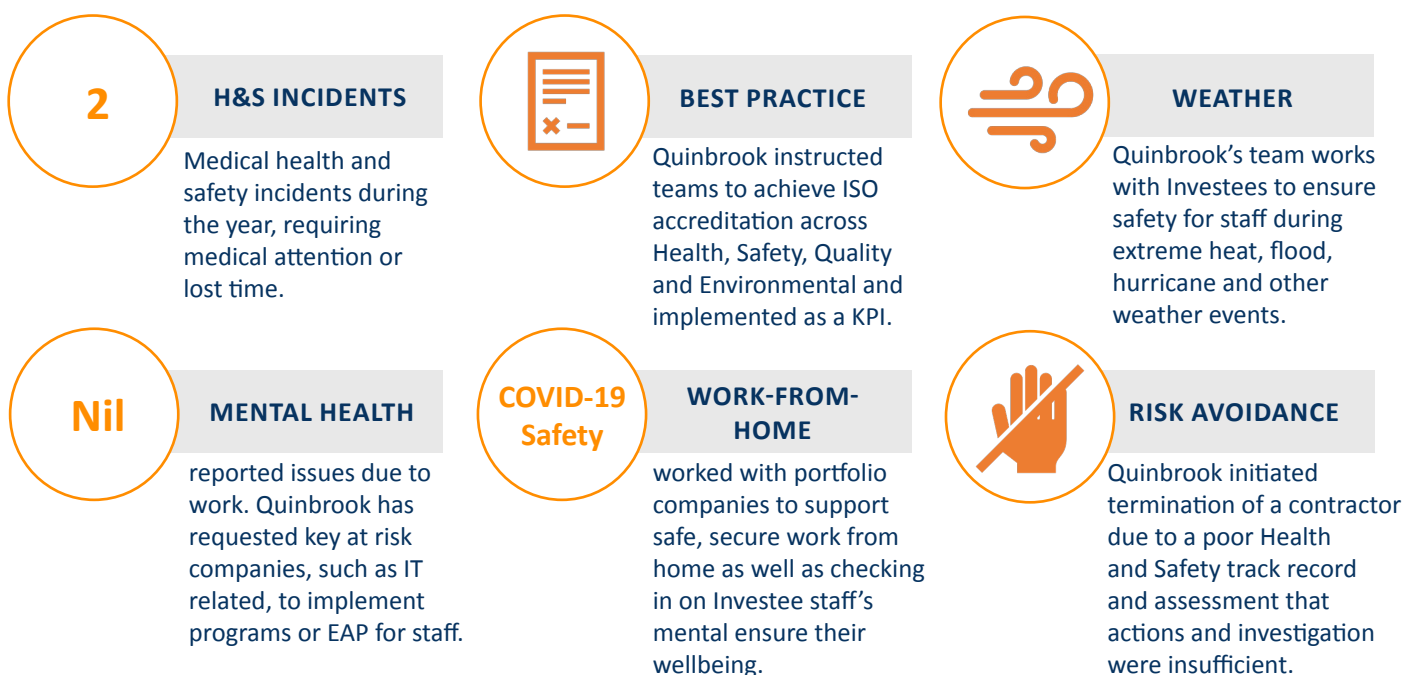 2
H&S INCIDENTS
Medical health and
safety incidents during
the year, requiring
medical attention or
lost time.
BEST PRACTICE
Quinbrook instructed
teams to achieve ISO
accreditation across
Health, Safety, Quality
and Environmental and
implemented as a KPI.
WEATHER
Quinbrook’s team works
with Investees to ensure
safety for staff during
extreme heat, flood,
hurricane and other
weather events.
Nil
MENTAL HEALTH
reported issues due to
work. Quinbrook has
requested key at risk
companies, such as IT
related, to implement
programs or EAP for staff.
COVID-19
Safety
WORK-FROM-
HOME
worked with portfolio
companies to support
safe, secure work from
home as well as checking
in on Investee staff’s
mental ensure their
wellbeing.
RISK AVOIDANCE
Quinbrook initiated
termination of a contractor
due to a poor Health
and Safety track record
and assessment that
actions and investigation
were insufficient.